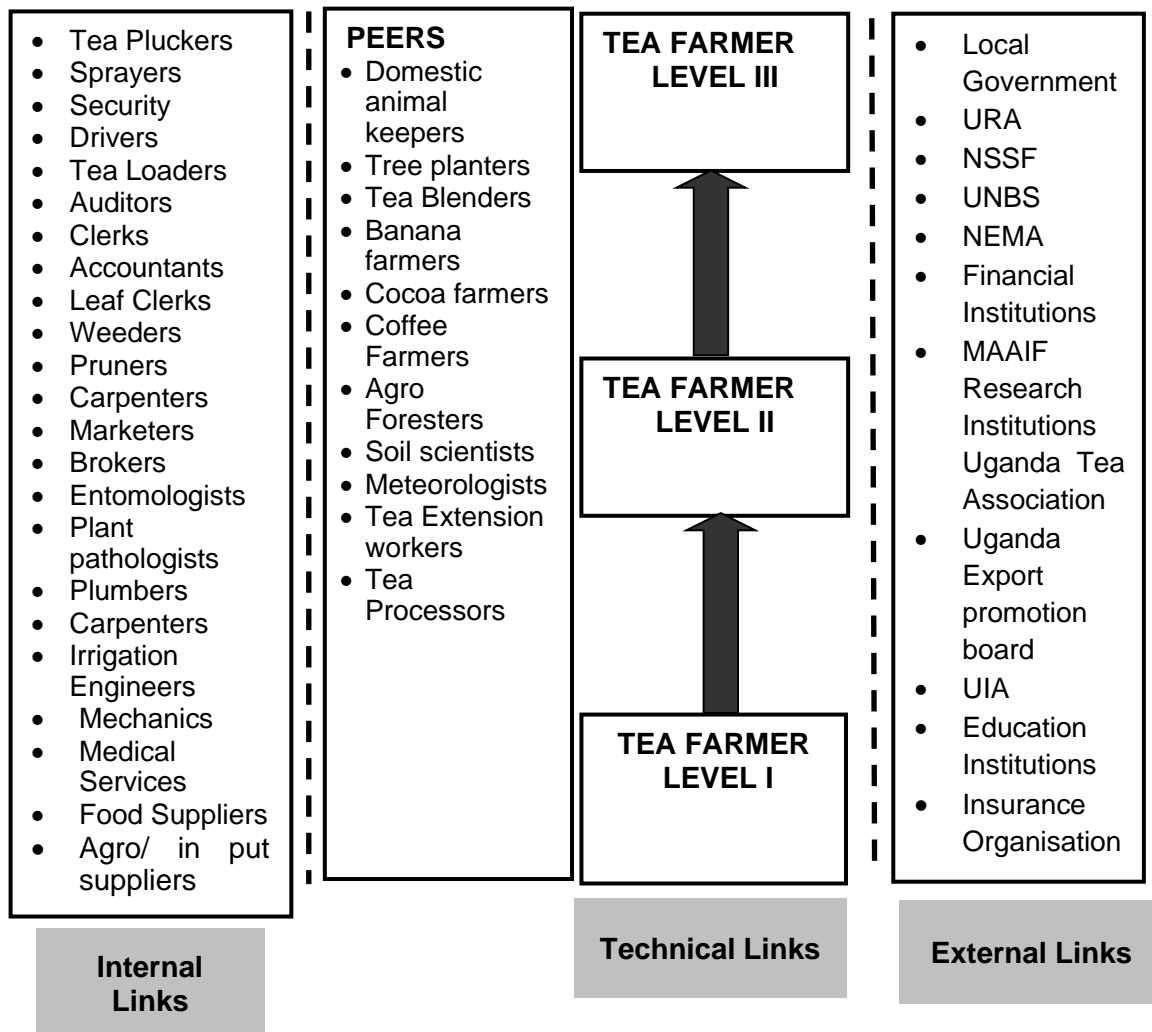 • Tea Pluckers
• Sprayers
• Security
• Drivers
• Tea Loaders
• Auditors
• Clerks
• Accountants
• Leaf Clerks
• Weeders
• Pruners
• Carpenters
• Marketers
• Brokers
• Entomologists
• Plant
pathologists
• Plumbers
• Carpenters
• Irrigation
Engineers
• Mechanics
• Medical
Services
• Food Suppliers
• Agro/ in put
suppliers
Internal
Links
PEERS
• Domestic
animal
keepers
• Tree planters
• Tea Blenders
• Banana
farmers
• Cocoa farmers
• Coffee
Farmers
• Agro
Foresters
• Soil scientists
• Meteorologists
• Tea Extension
workers
• Tea
Processors
TEA FARMER
LEVEL III
TEA FARMER
LEVEL II
TEA FARMER
LEVEL I
Technical Links
• Local
Government
• URA
• NSSF
• UNBS
• NEMA
• Financial
Institutions
• MAAIF
Research
Institutions
Uganda Tea
Association
• Uganda
Export
promotion
board
• UIA
• Education
Institutions
• Insurance
Organisation
External Links